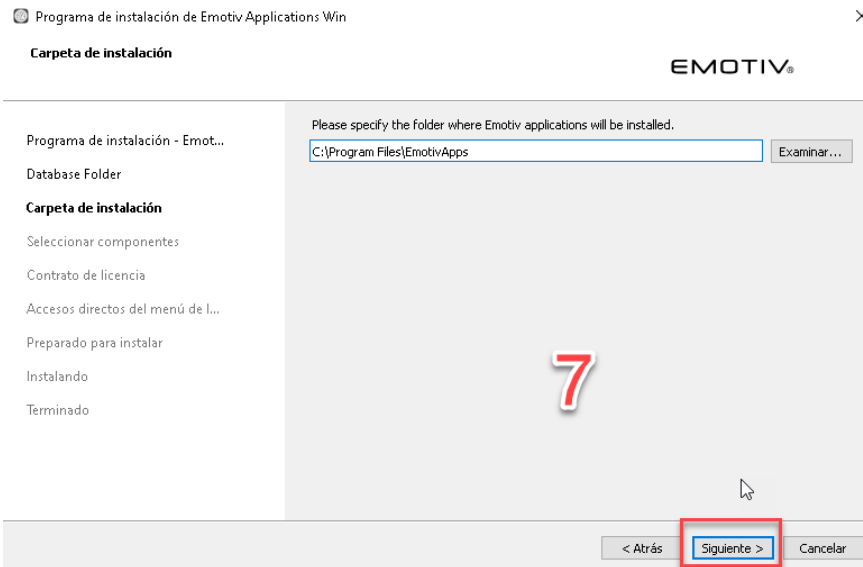 Programa de instalación de Emotiv Applications Win
Carpeta de instalación
EMOTIV®
Programa de instalación - Emot...
Database Folder
Carpeta de instalación
Seleccionar componentes
Contrato de licencia
Accesos directos del menú de I...
Preparado para instalar
Instalando
Terminado
Please specify the folder where Emotiv applications will be installed.
C:\Program Files\EmotivApps
Examinar...
7
< Atrás
Siguiente >
Cancelar